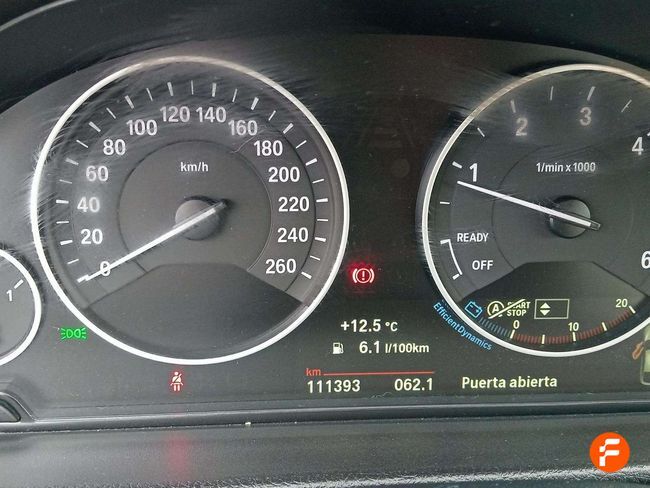 0 20 40 60 80 100 120 140 160 180 200 220 240 260
km/h
1
2 3 4
1
6
1/min x 1000
READY
OFF
A START
STOP
0 10 20
EfficientDynamics
+12.5 °C
6.1 l/100km
km
111393 062.1 Puerta abierta